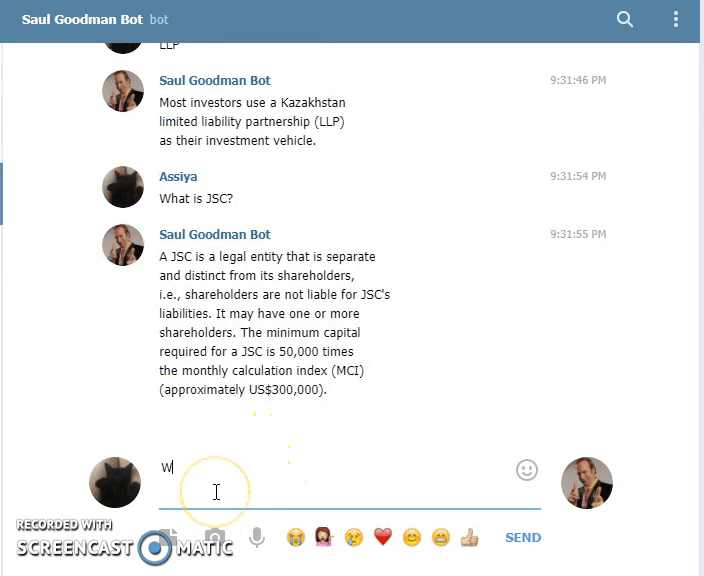 Saul Goodman Bot bot
LLP
Saul Goodman Bot 9:31:46 PM
Most investors use a Kazakhstan
limited liability partnership (LLP)
as their investment vehicle.
Assiya 9:31:54 PM
What is JSC?
Saul Goodman Bot 9:31:55 PM
A JSC is a legal entity that is separate
and distinct from its shareholders,
i.e., shareholders are not liable for JSC's
liabilities. It may have one or more
shareholders. The minimum capital
required for a JSC is 50,000 times
the monthly calculation index (MCI)
(approximately US$300,000).
W
SEND
RECORDED WITH
SCREENCAST MATIC